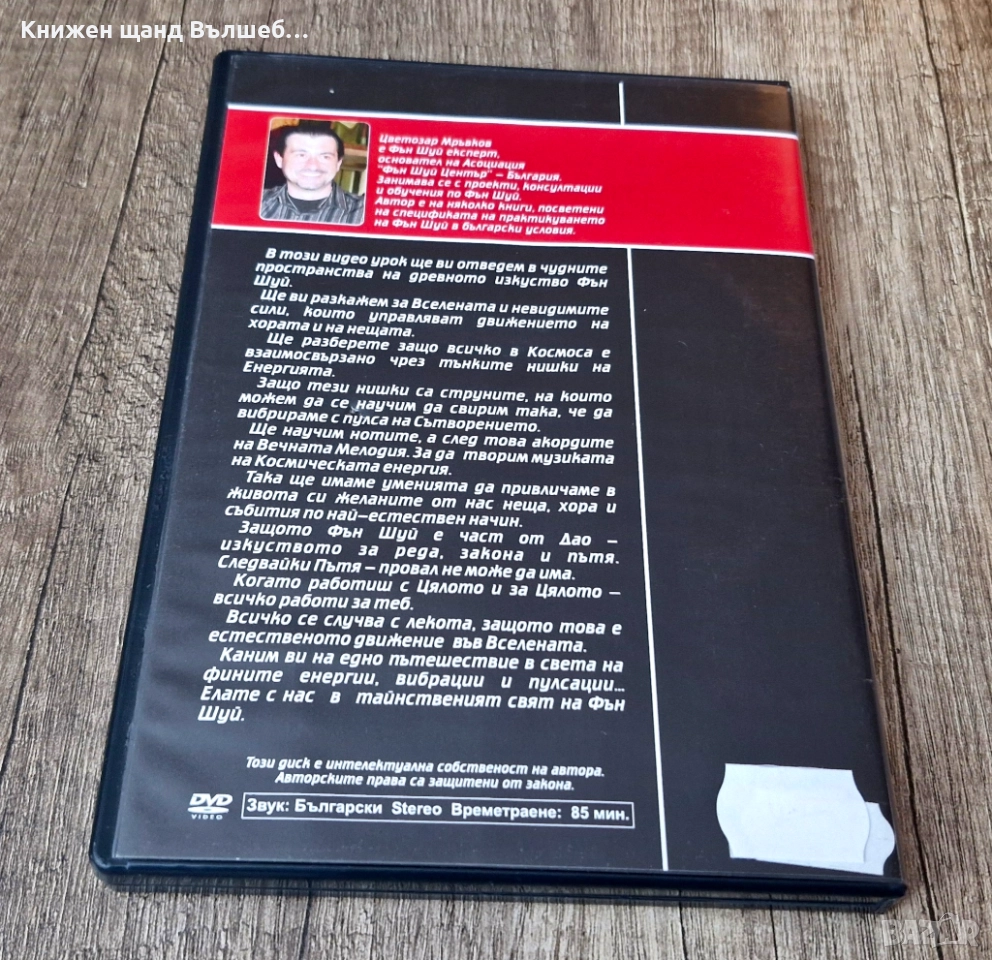 Книжен щанд Вълшеб...
Цветозар Мръвков
е Фън Шуй експерт,
основател на Асоциация
"Фън Шуй Център" – България.
Занимава се с проекти, консултации
и обучения по Фън Шуй.
Автор е на няколко книги, посветени
на спецификата на практикуването
на Фън Шуй в български условия.
В този видео урок ще ви отведем в чудните
пространства на древното изкуство Фън
Шуй.
Ще ви разкажем за Вселената и невидимите
сили, които управляват движението на
хората и на нещата.
Ще разберете защо всичко в Космоса е
взаимосвързано чрез тънките нишки на
Енергията.
Защо тези нишки са струните, на които
можем да се научим да свирим така, че да
вибрираме с пулса на Сътворението.
Ще научим нотите, а след това акордите
на Вечната Мелодия. За да творим музиката
на Космическата енергия.
Така ще имаме уменията да привличаме в
живота си желаните от нас неща, хора и
събития по най–естествен начин.
Защото Фън Шуй е част от Дао –
изкуството за реда, закона и пътя.
Следвайки Пътя – провал не може да има.
Когато работиш с Цялото и за Цялото –
всичко работи за теб.
Всичко се случва с лекота, защото това е
естественото движение във Вселената.
Каним ви на едно пътешествие в света на
фините енергии, вибрации и пулсации...
Елате с нас в тайнственият свят на Фън
Шуй.
Този диск е интелектуална собственост на автора.
Авторските права са защитени от закона.
DVD VIDEO Звук: Български Stereo Времетраене: 85 мин.
BAZAR